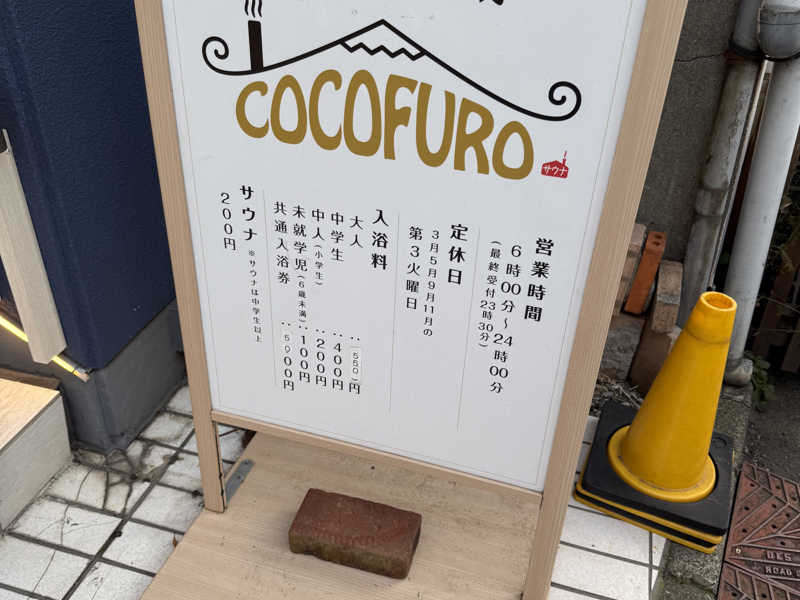 COCOFURO
サウナ
営業時間
6時00分～24時00分
（最終受付23時30分）
定休日
3月5月9月11月の
第3火曜日
入浴料
大人‥550円
中学生‥400円
中人（小学生）‥200円
未就学児（6歳未満）‥100円
共通入浴券‥5000円
サウナ ※サウナは中学生以上
200円